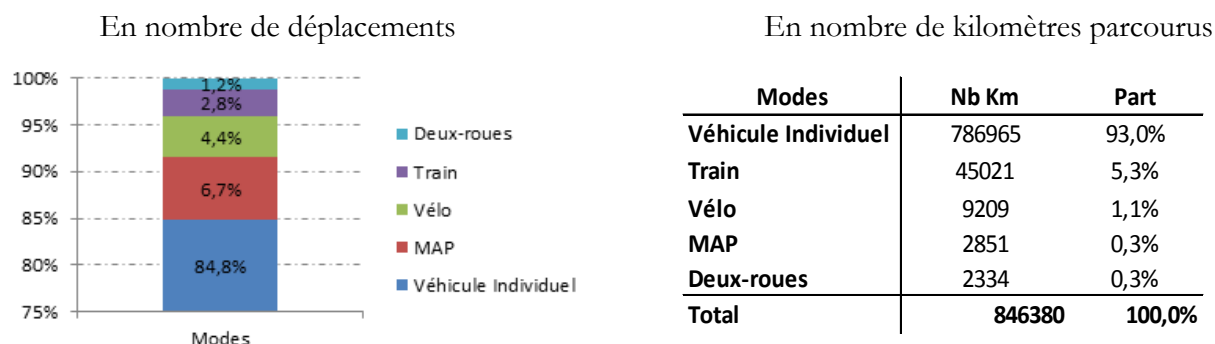 En nombre de déplacements
100%
95%
90%
85%
80%
75%
1,2%
2,8%
4,4%
6,7%
84,8%
Modes
Deux-roues
Train
Vélo
MAP
Véhicule Individuel
En nombre de kilomètres parcourus
Modes Nb Km Part
Véhicule Individuel 786965 93,0%
Train 45021 5,3%
Vélo 9209 1,1%
MAP 2851 0,3%
Deux-roues 2334 0,3%
Total 846380 100,0%